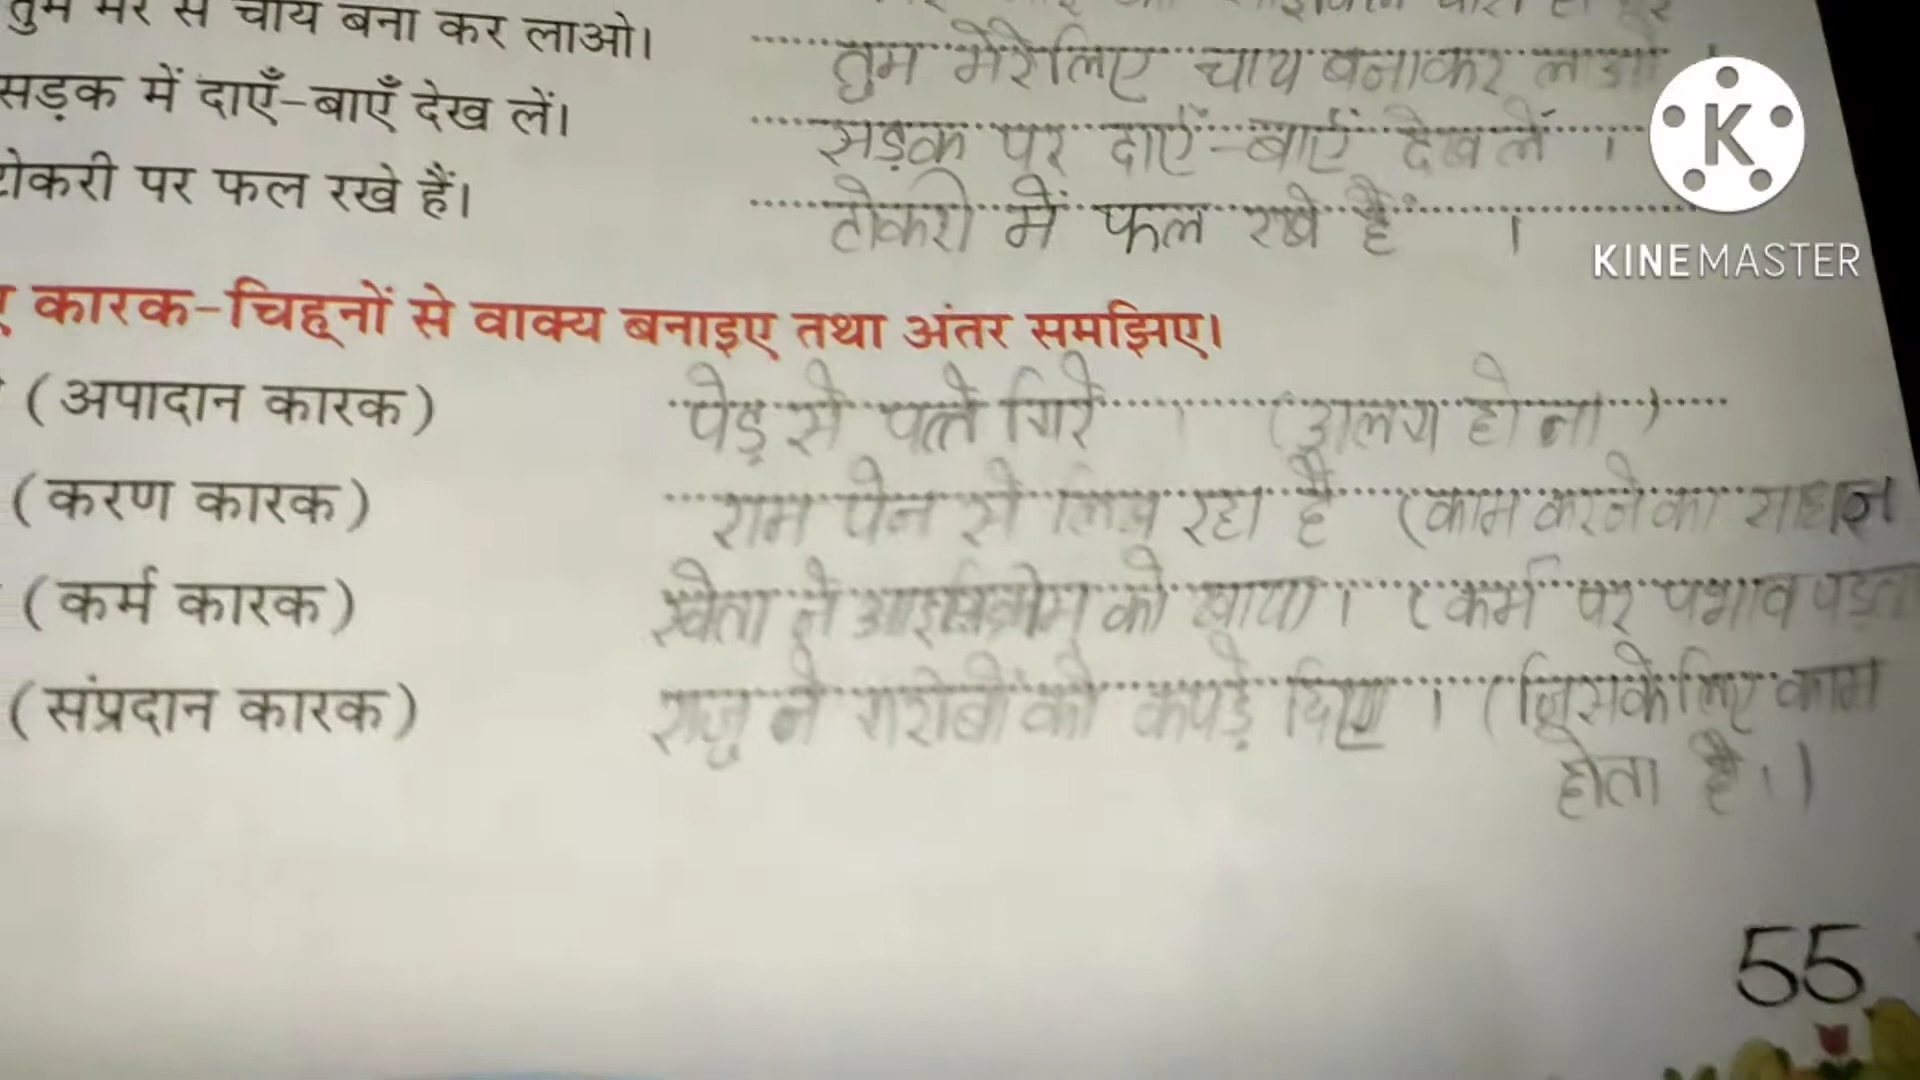 तुम मेरे से चाय बना कर लाओ।
तुम मेरेलिए चाय बनाकर लाओ
सड़क में दाएँ-बाएँ देख लें।
सड़क पर दाएँ-बाएँ देख लें ।
टोकरी पर फल रखे हैं।
टोकरी में फल रखे हैं ।
कारक-चिह्नों से वाक्य बनाइए तथा अंतर समझिए।
(अपादान कारक)
पेड़ से पत्ते गिरे । (अलग होना)
(करण कारक)
राम पेन से लिख रहा है (काम करने का साधन
(कर्म कारक)
श्वेता ने आइसक्रीम को खाया। (कर्म पर प्रभाव पड़ता
(संप्रदान कारक)
राजू ने गरीबों को कपड़े दिए । (जिसके लिए काम
होता है।)
55
K
KINEMASTER